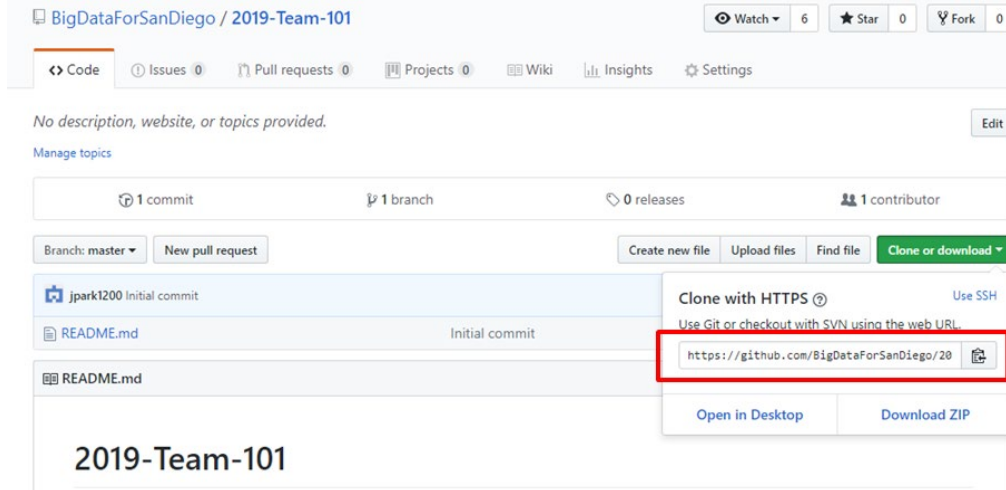 BigDataForSanDiego / 2019-Team-101
Watch 6 Star 0 Fork 0
Code Issues 0 Pull requests 0 Projects 0 Wiki Insights Settings
No description, website, or topics provided.
Edit
Manage topics
1 commit 1 branch 0 releases 1 contributor
Branch: master New pull request Create new file Upload files Find file Clone or download
jpark1200 Initial commit
README.md Initial commit
README.md
Clone with HTTPS Use SSH
Use Git or checkout with SVN using the web URL.
https://github.com/BigDataForSanDiego/20
Open in Desktop Download ZIP
2019-Team-101